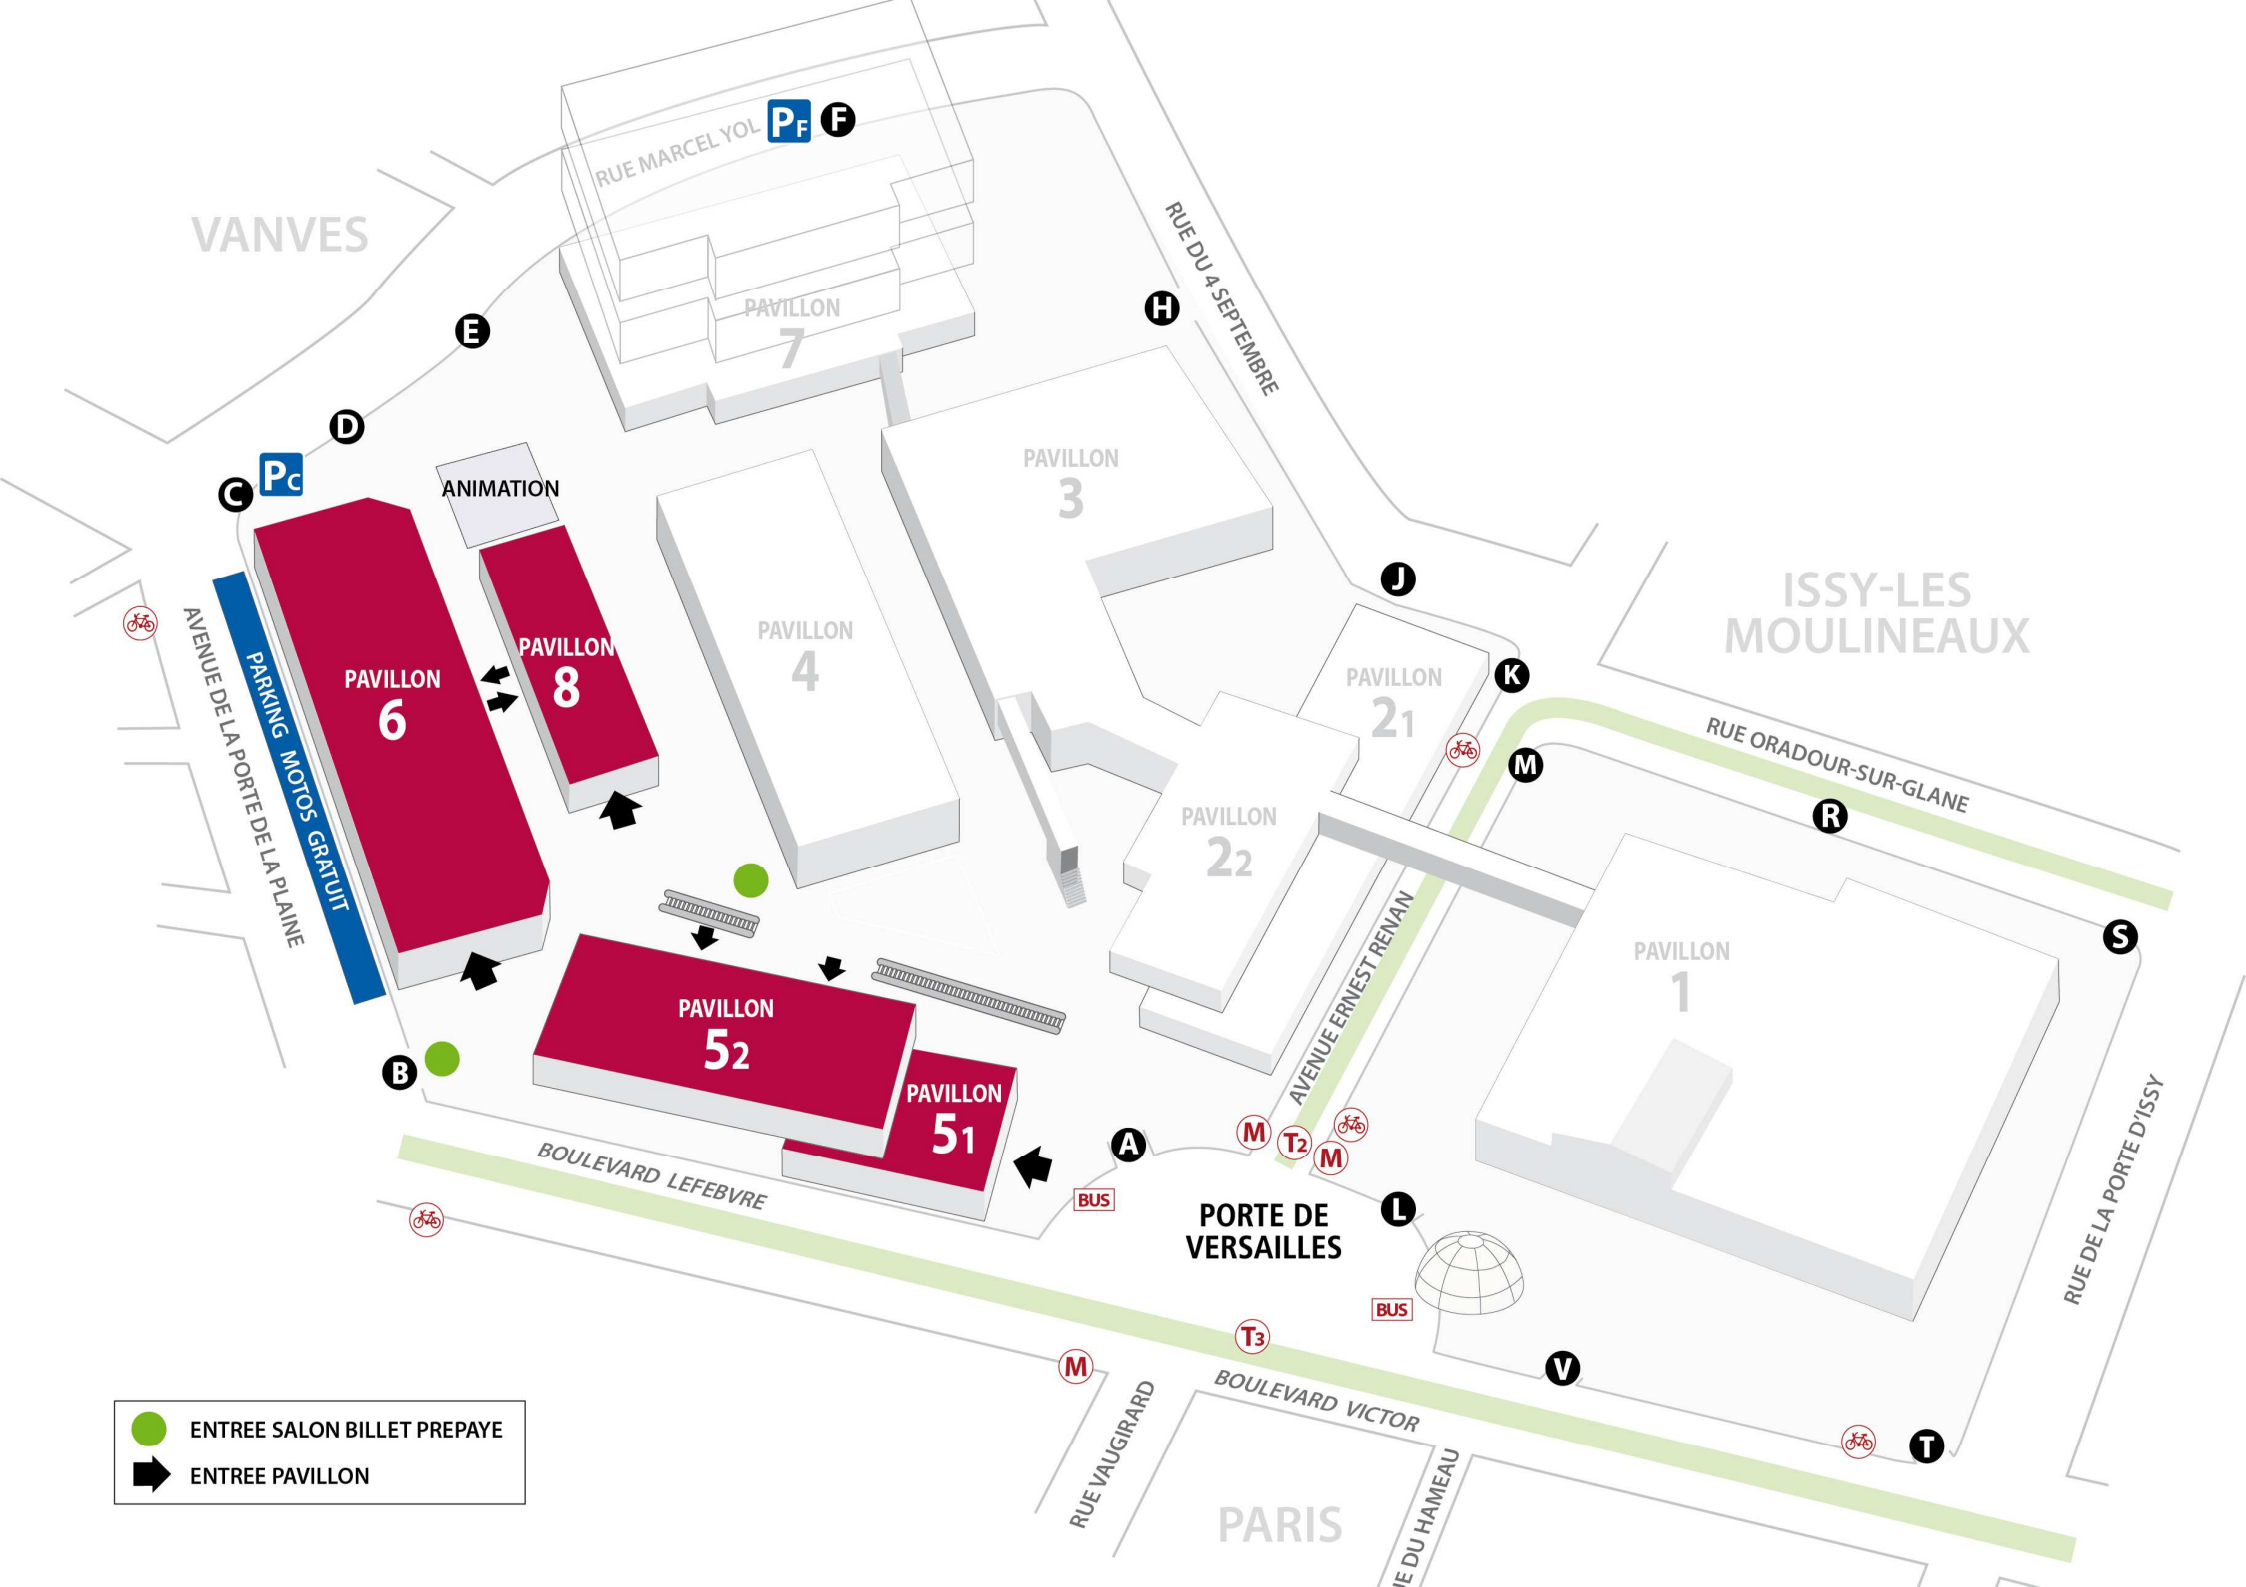 RUE MARCEL YOL
PF
F
VANVES
RUE DU 4 SEPTEMBRE
H
E
PAVILLON
7
D
C
PC
ANIMATION
PAVILLON
3
J
ISSY-LES
MOULINEAUX
AVENUE DE LA PORTE DE LA PLAINE
PARKING MOTOS GRATUIT
PAVILLON
6
PAVILLON
8
PAVILLON
4
PAVILLON
21
K
M
RUE ORADOUR-SUR-GLANE
R
PAVILLON
22
AVENUE ERNEST RENAN
PAVILLON
1
S
PAVILLON
52
PAVILLON
51
B
A
M
T2
M
BUS
L
BOULEVARD LEFEBVRE
PORTE DE
VERSAILLES
BUS
RUE DE LA PORTE D'ISSY
T3
M
V
BOULEVARD VICTOR
T
RUE VAUGIRARD
PARIS
DU HAMEAU
ENTREE SALON BILLET PREPAYE
ENTREE PAVILLON